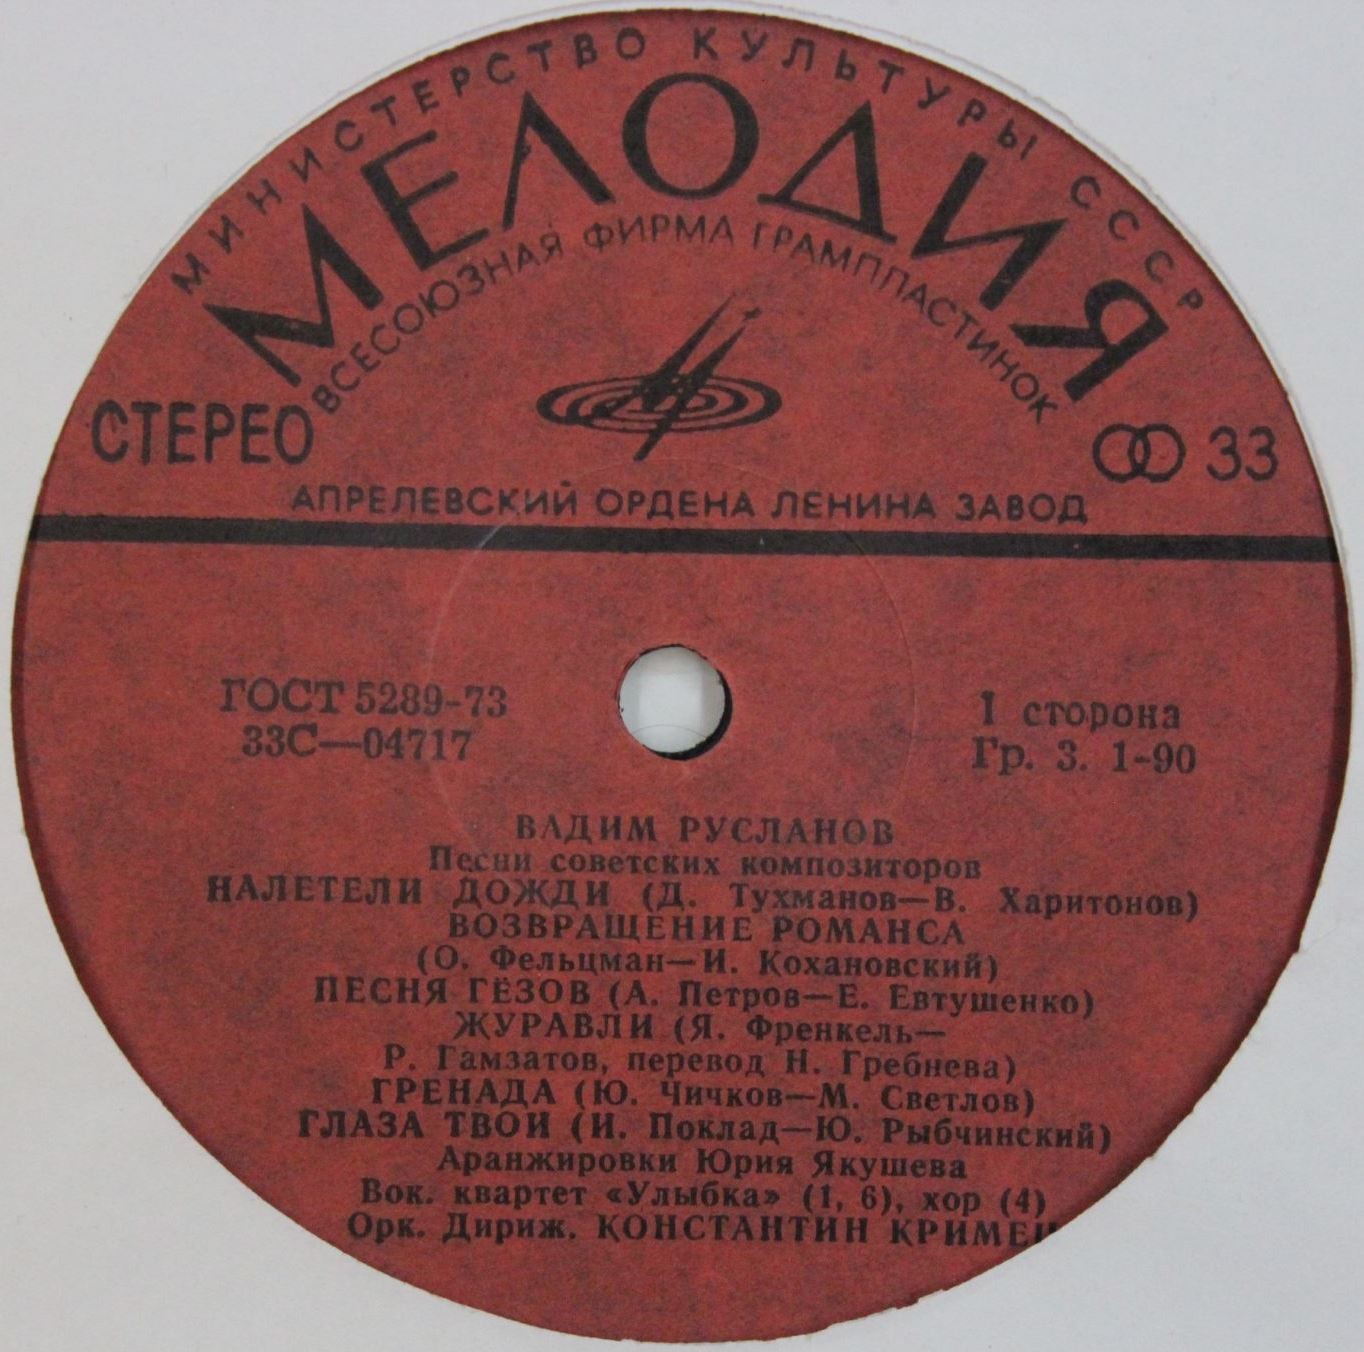 МИНИСТЕРСТВО КУЛЬТУРЫ СССР
МЕЛОДИЯ
ВСЕСОЮЗНАЯ ФИРМА ГРАМПЛАСТИНОК
СТЕРЕО
33
АПРЕЛЕВСКИЙ ОРДЕНА ЛЕНИНА ЗАВОД
ГОСТ 5289-73
33С—04717
1 сторона
Гр. 3. 1-90
ВАДИМ РУСЛАНОВ
Песни советских композиторов
НАЛЕТЕЛИ ДОЖДИ (Д. Тухманов—В. Харитонов)
ВОЗВРАЩЕНИЕ РОМАНСА
(О. Фельцман—И. Кохановский)
ПЕСНЯ ГЁЗОВ (А. Петров—Е. Евтушенко)
ЖУРАВЛИ (Я. Френкель—
Р. Гамзатов, перевод Н. Гребнева)
ГРЕНАДА (Ю. Чичков—М. Светлов)
ГЛАЗА ТВОИ (И. Поклад—Ю. Рыбчинский)
Аранжировки Юрия Якушева
Вок. квартет «Улыбка» (1, 6), хор (4)
Орк. Дириж. КОНСТАНТИН КРИМЕЦ